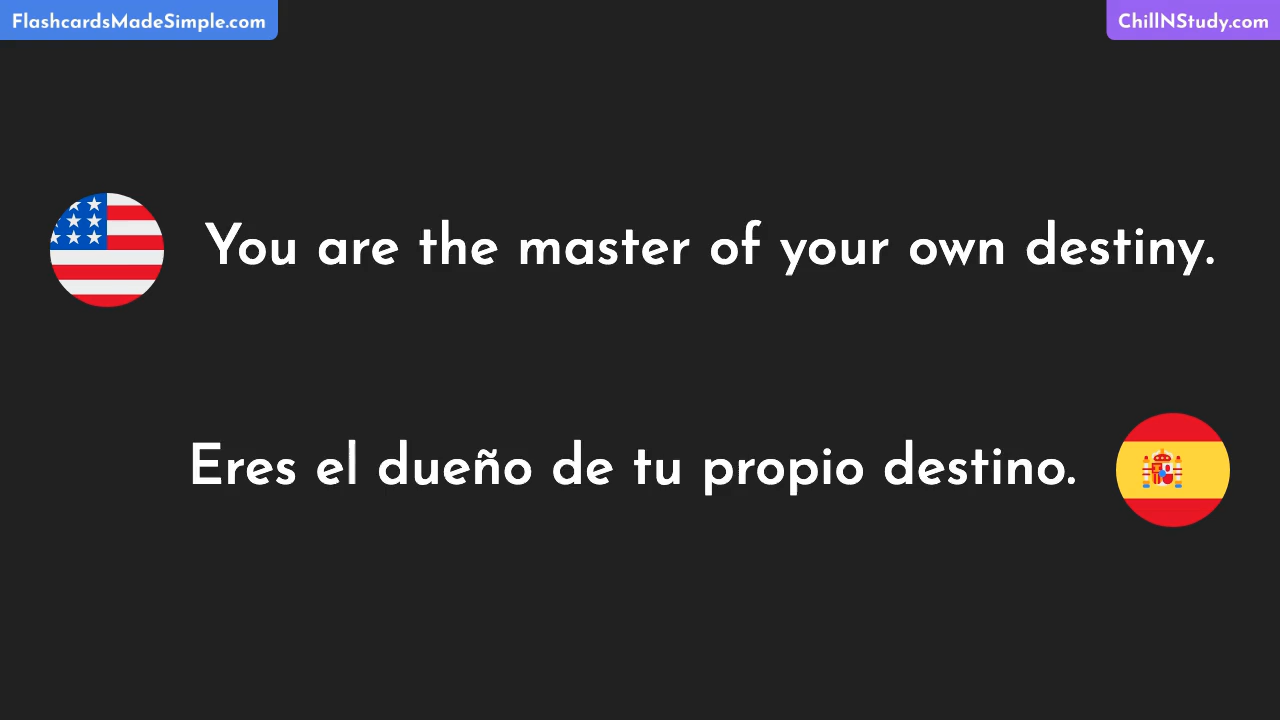 FlashcardsMadeSimple.com
ChillNStudy.com
You are the master of your own destiny.
Eres el dueño de tu propio destino.